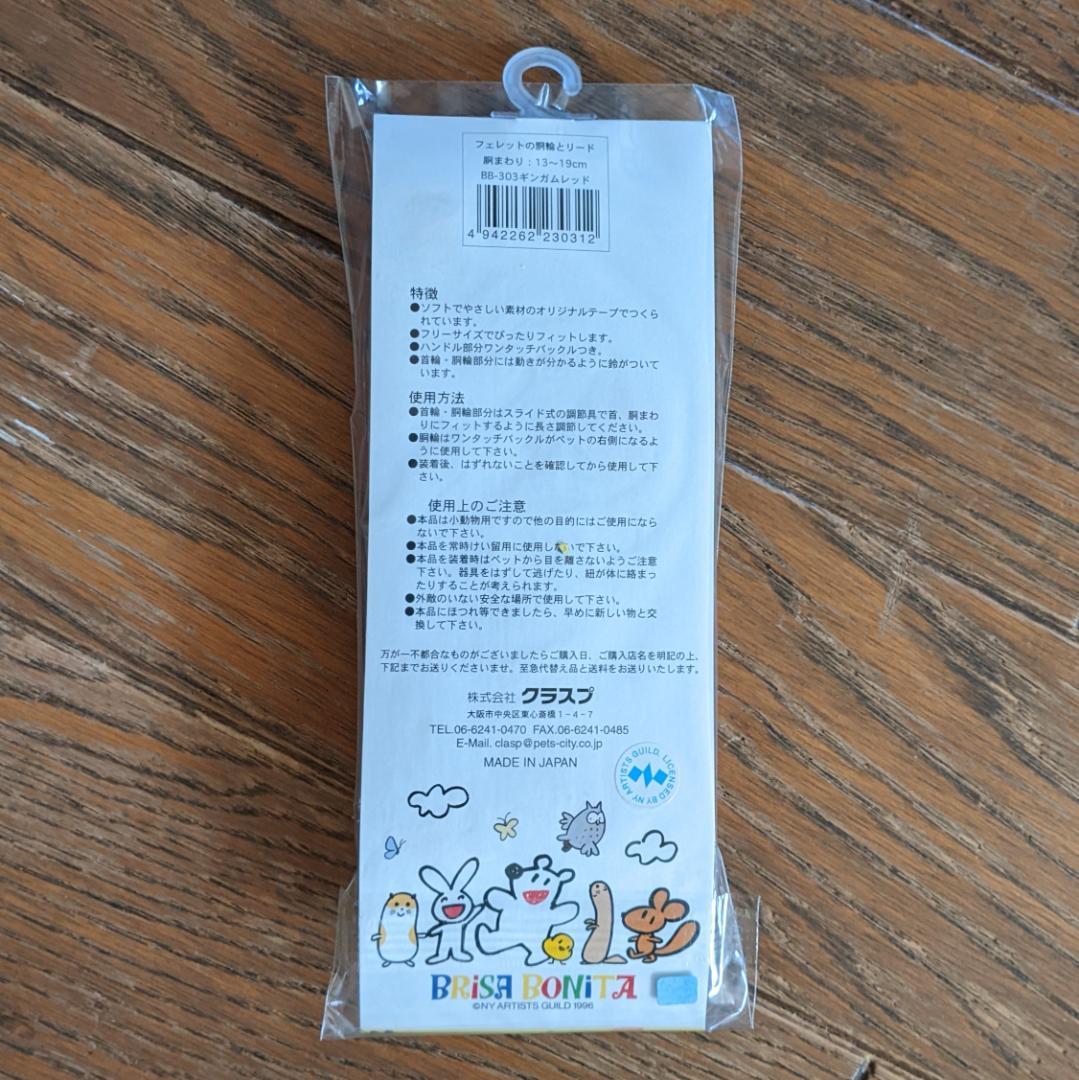 フェレットの胴輪とリード
胴まわり：13〜19cm
BB-303ギンガムレッド
4 942262 230312
特徴
●ソフトでやさしい素材のオリジナルテープでつくら
れています。
●フリーサイズでぴったりフィットします。
●ハンドル部分ワンタッチバックルつき。
●首輪・胴輪部分には動きが分かるように鈴がついて
います。
使用方法
●首輪・胴輪部分はスライド式の調節具で首、胴まわ
りにフィットするように長さ調節してください。
●胴輪はワンタッチバックルがペットの右側になるよ
うに使用して下さい。
●装着後、はずれないことを確認してから使用して下
さい。
使用上のご注意
●本品は小動物用ですので他の目的にはご使用になら
ないで下さい。
●本品を常時けい留用に使用しないで下さい。
●本品を装着時はペットから目を離さないようご注意
下さい。器具をはずして逃げたり、紐が体に絡まっ
たりすることが考えられます。
●外敵のいない安全な場所で使用して下さい。
●本品にほつれ等できましたら、早めに新しい物と交
換して下さい。
万が一不都合なものがございましたらご購入日、ご購入店名を明記の上、
下記までお送りくださいませ。至急代替え品と送料をお送りいたします。
株式会社 クラスプ
大阪市中央区東心斎橋1-4-7
TEL.06-6241-0470 FAX.06-6241-0485
E-Mail. clasp@pets-city.co.jp
MADE IN JAPAN
LICENSED BY NY ARTISTS GUILD.
BRISA BONITA
©NY ARTISTS GUILD 1996